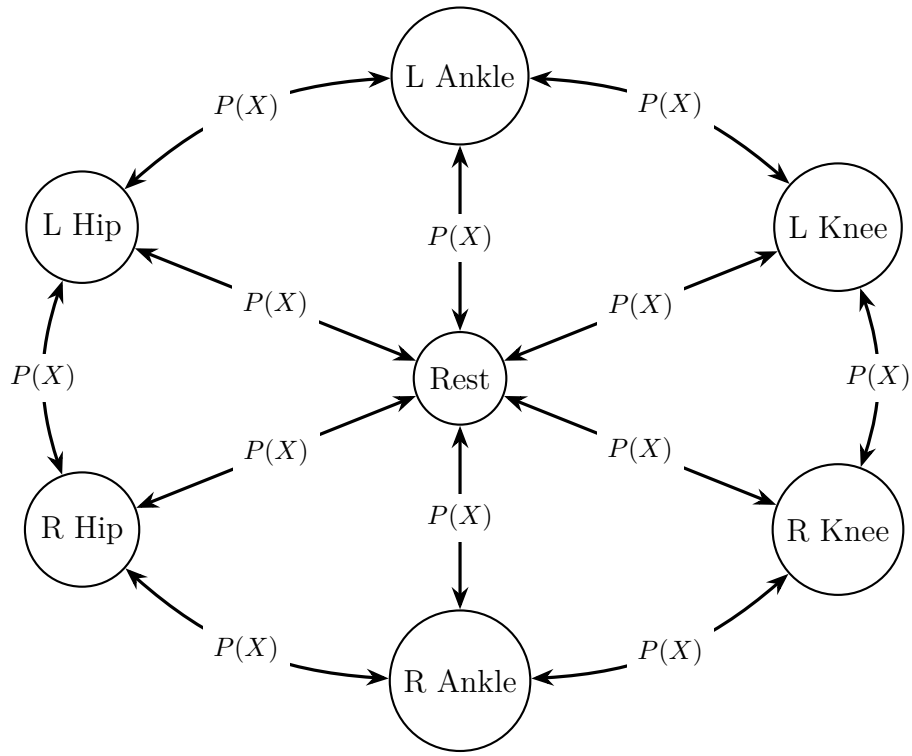 L Ankle
P(X)
P(X)
L Hip
L Knee
P(X)
P(X)
P(X)
P(X)
Rest
P(X)
P(X)
P(X)
R Hip
P(X)
R Knee
P(X)
P(X)
R Ankle
P(X)